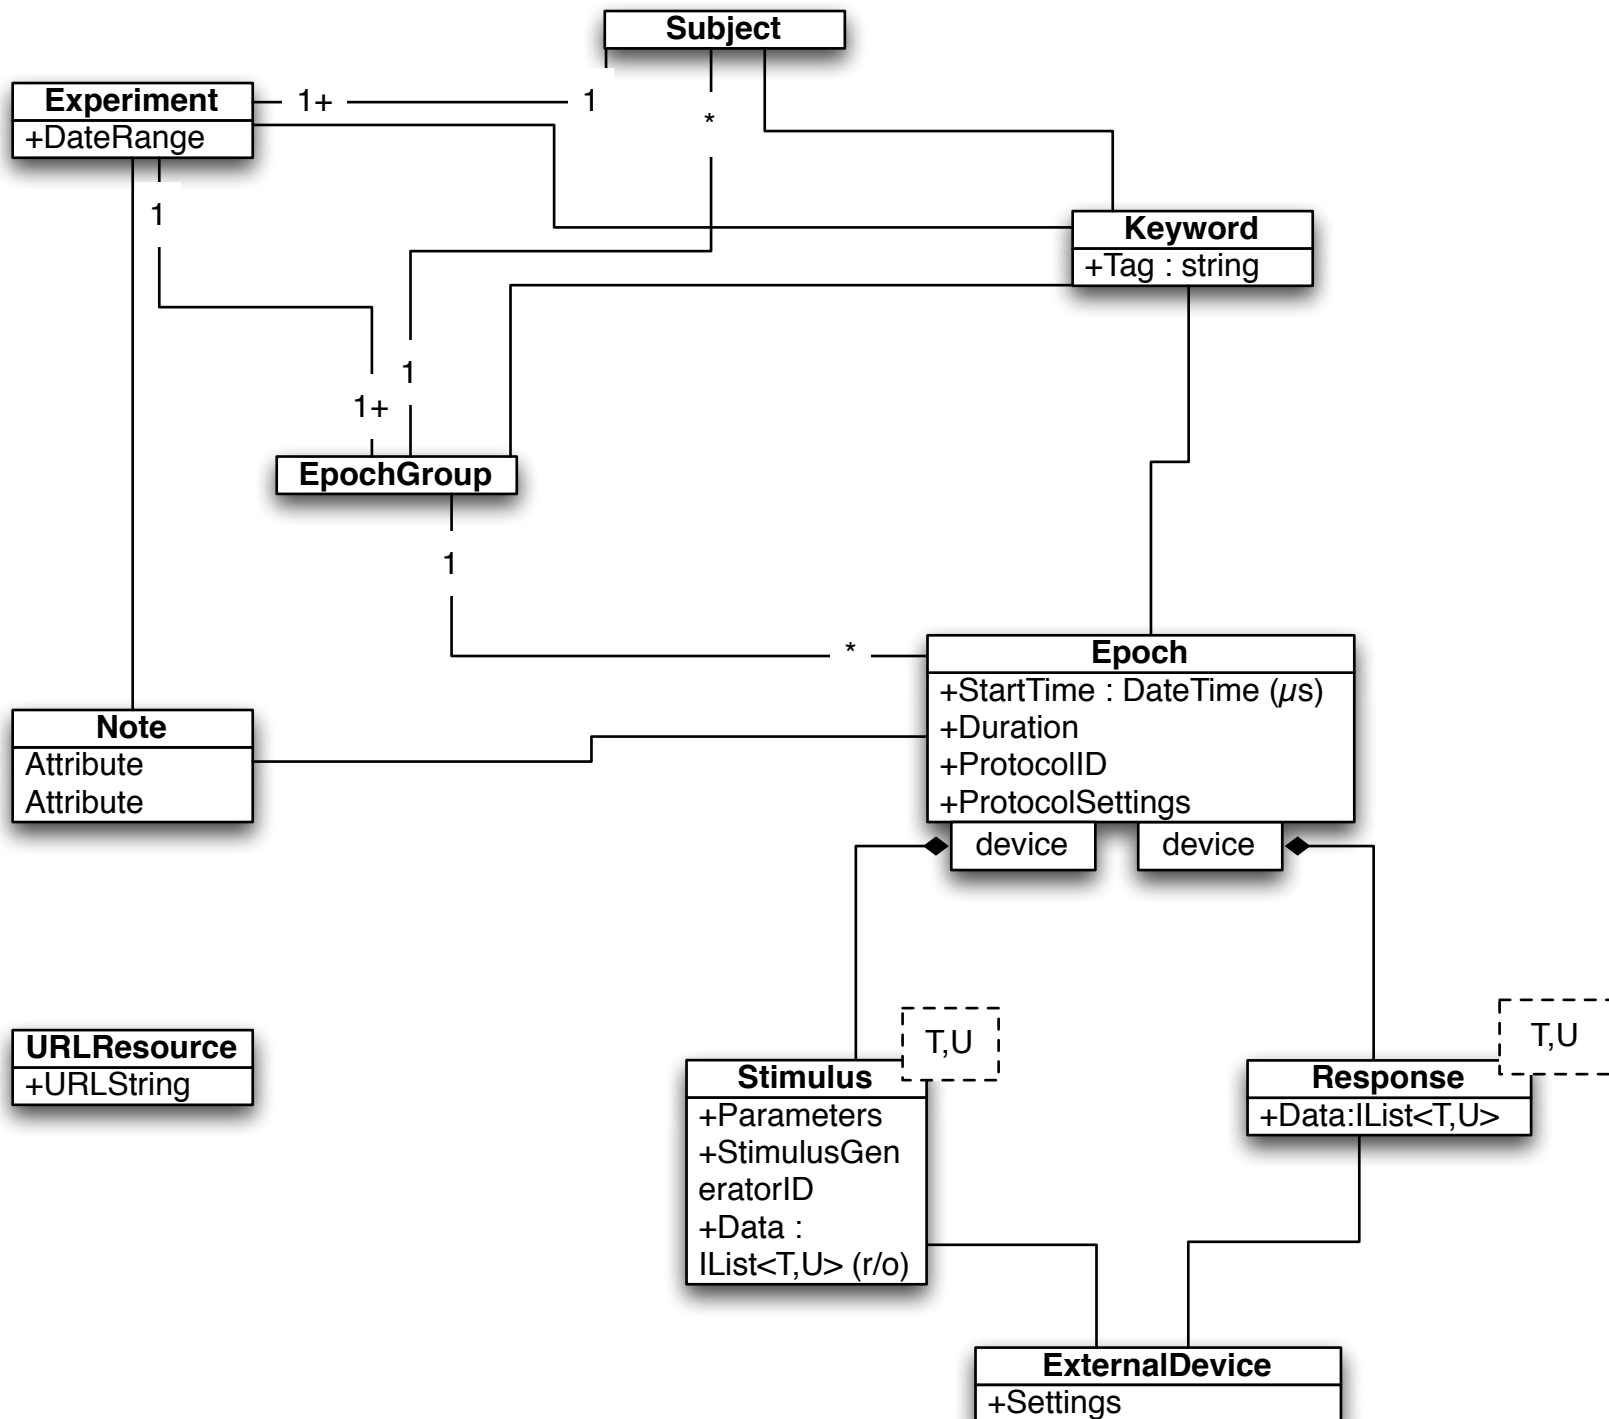 Subject
Experiment
+DateRange
1+
1
*
1
Keyword
+Tag : string
1
1+
EpochGroup
1
*
Epoch
+StartTime : DateTime (µs)
+Duration
+ProtocolID
+ProtocolSettings
device
device
Note
Attribute
Attribute
URLResource
+URLString
T,U
Stimulus
+Parameters
+StimulusGen
eratorID
+Data :
IList<T,U> (r/o)
T,U
Response
+Data:IList<T,U>
ExternalDevice
+Settings